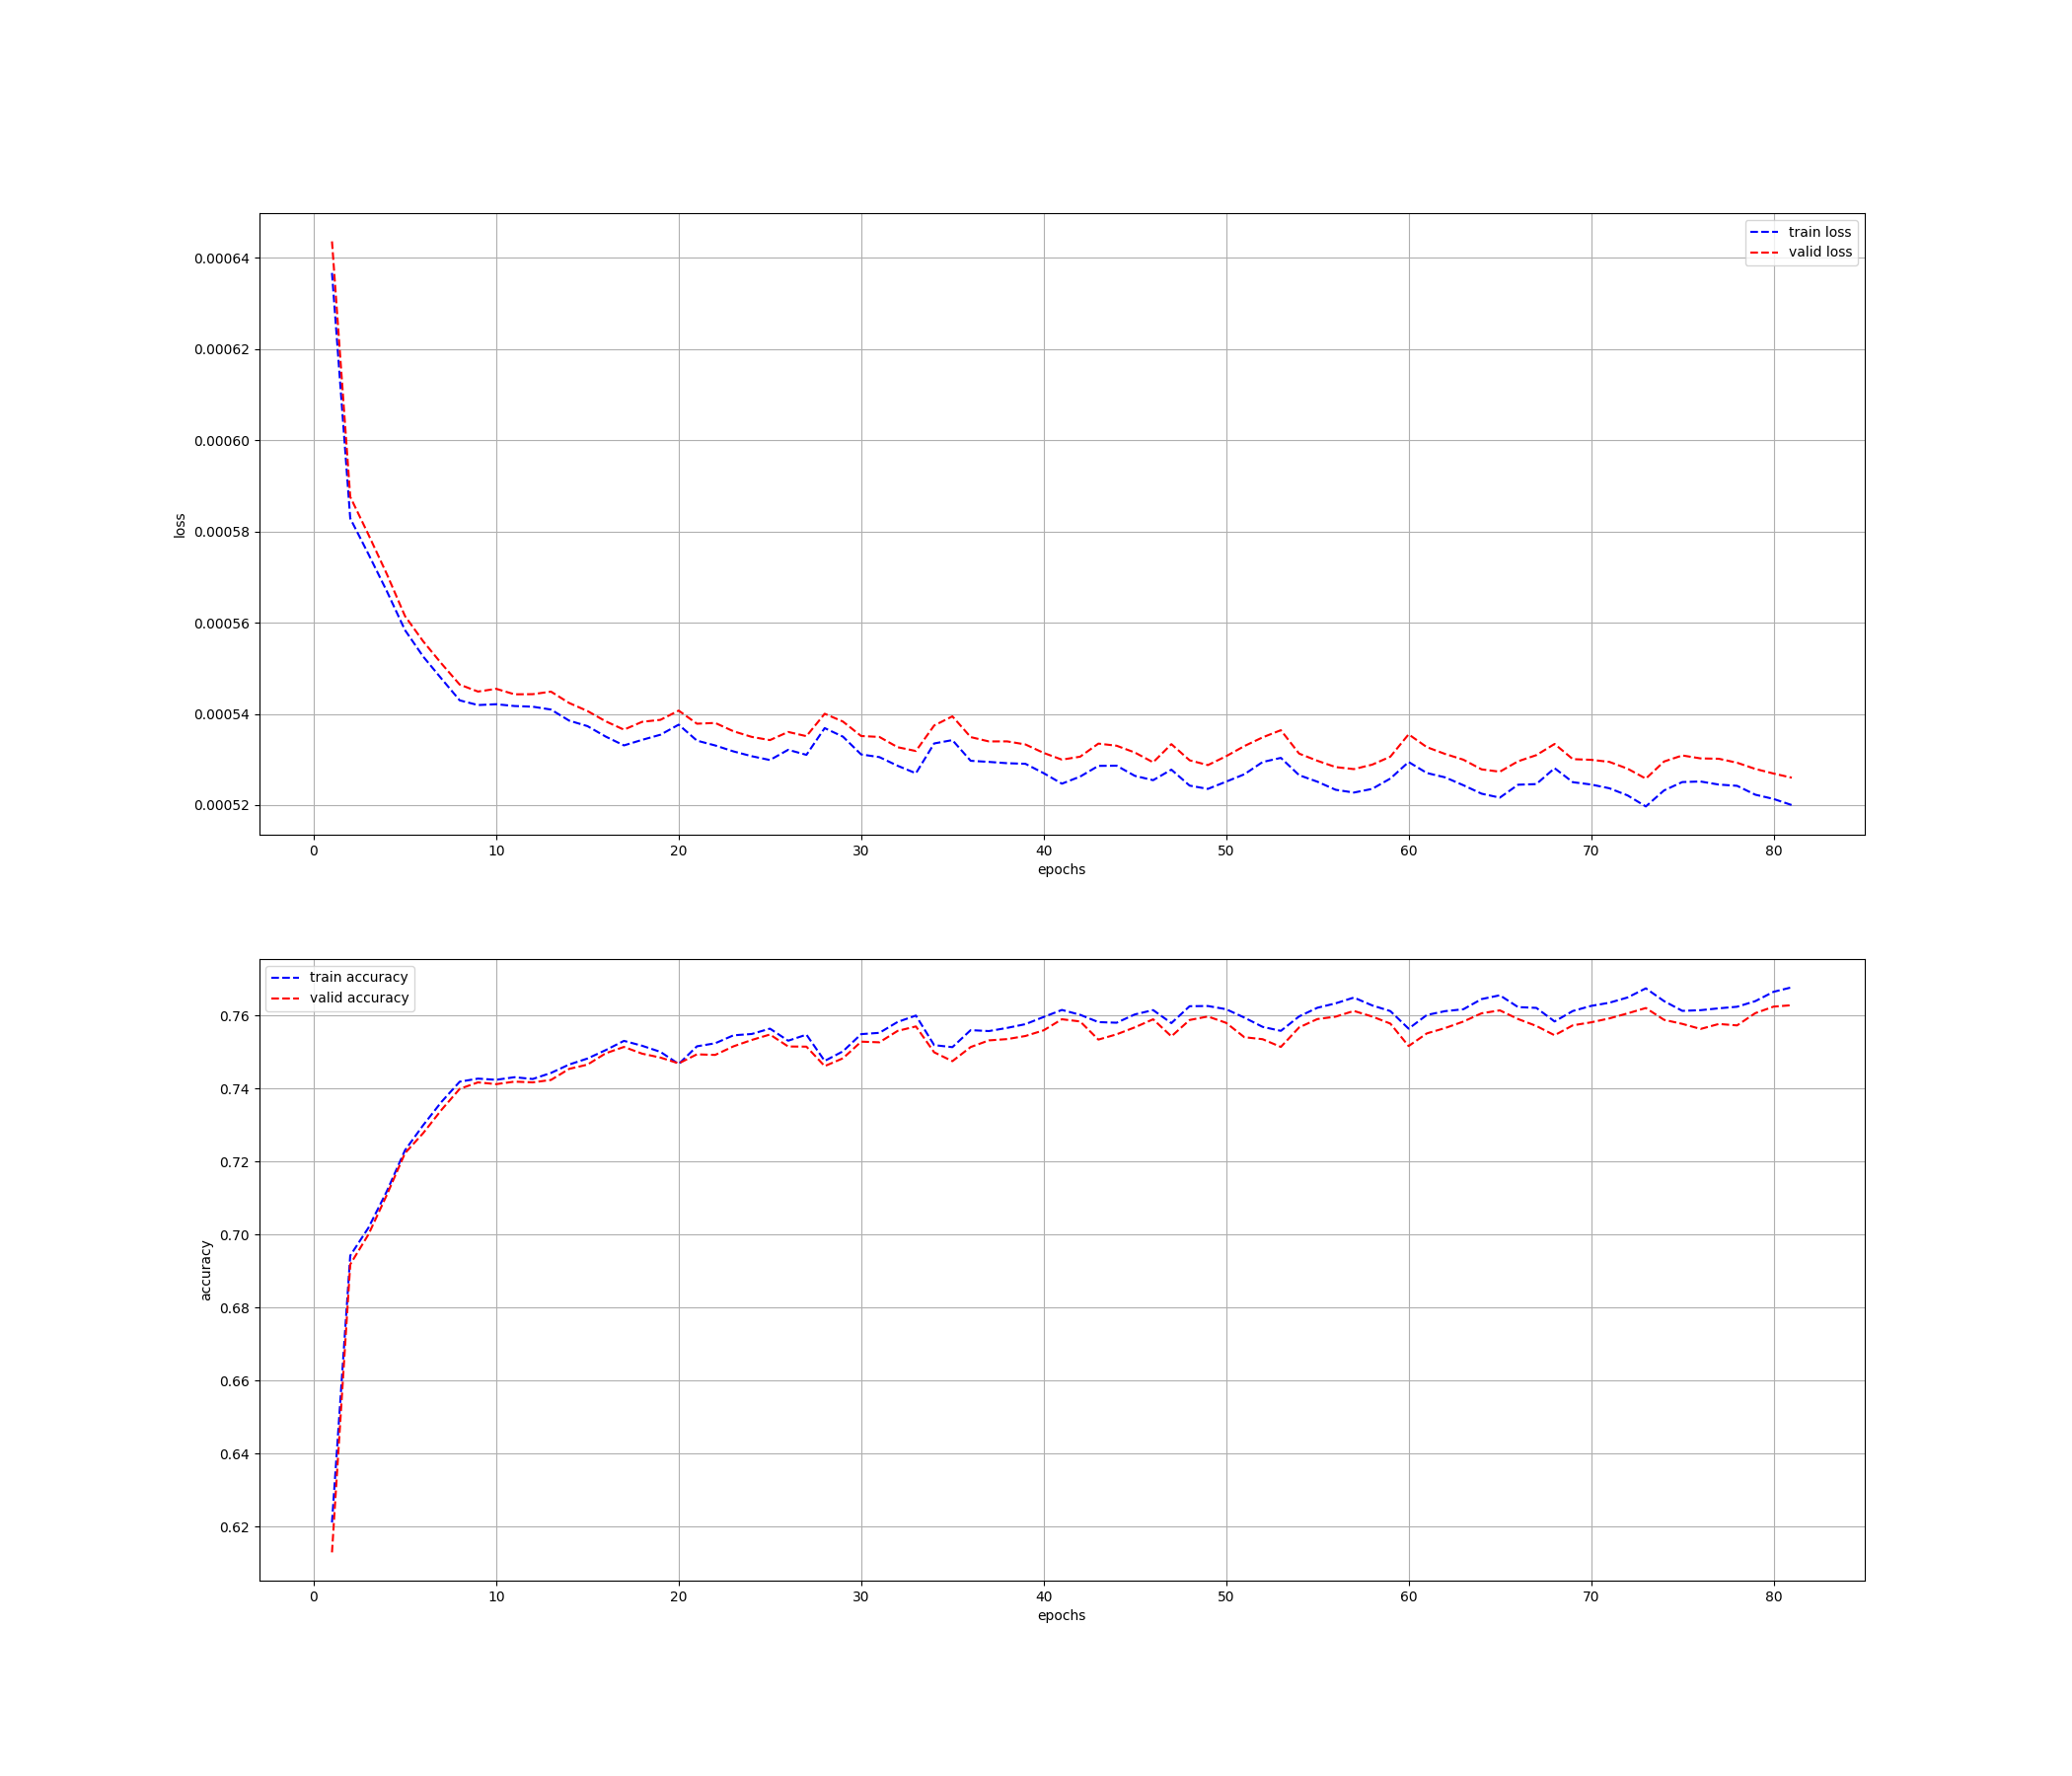 train loss
valid loss
0.00064
0.00062
0.00060
0.00058
0.00056
0.00054
0.00052
loss
0 10 20 30 40 50 60 70 80
epochs
train accuracy
valid accuracy
0.76
0.74
0.72
0.70
0.68
0.66
0.64
0.62
accuracy
0 10 20 30 40 50 60 70 80
epochs